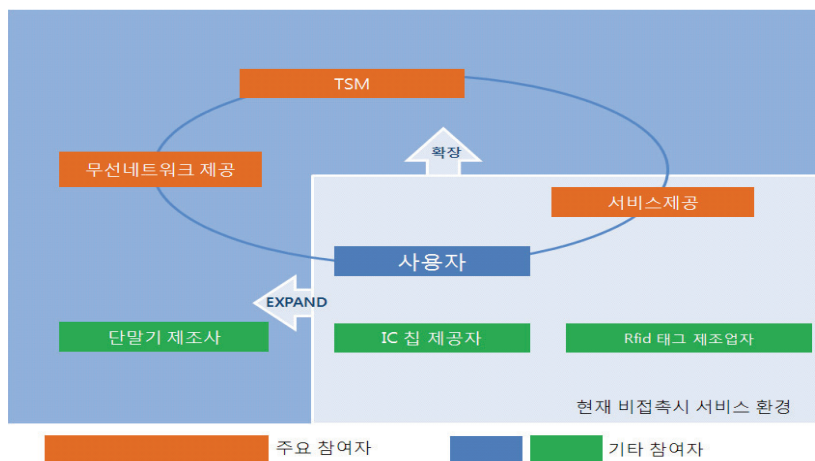 TSM
확장
무선네트워크 제공
서비스제공
사용자
EXPAND
단말기 제조사
IC 칩 제공자
Rfid 태그 제조업자
현재 비접촉시 서비스 환경
주요 참여자
기타 참여자